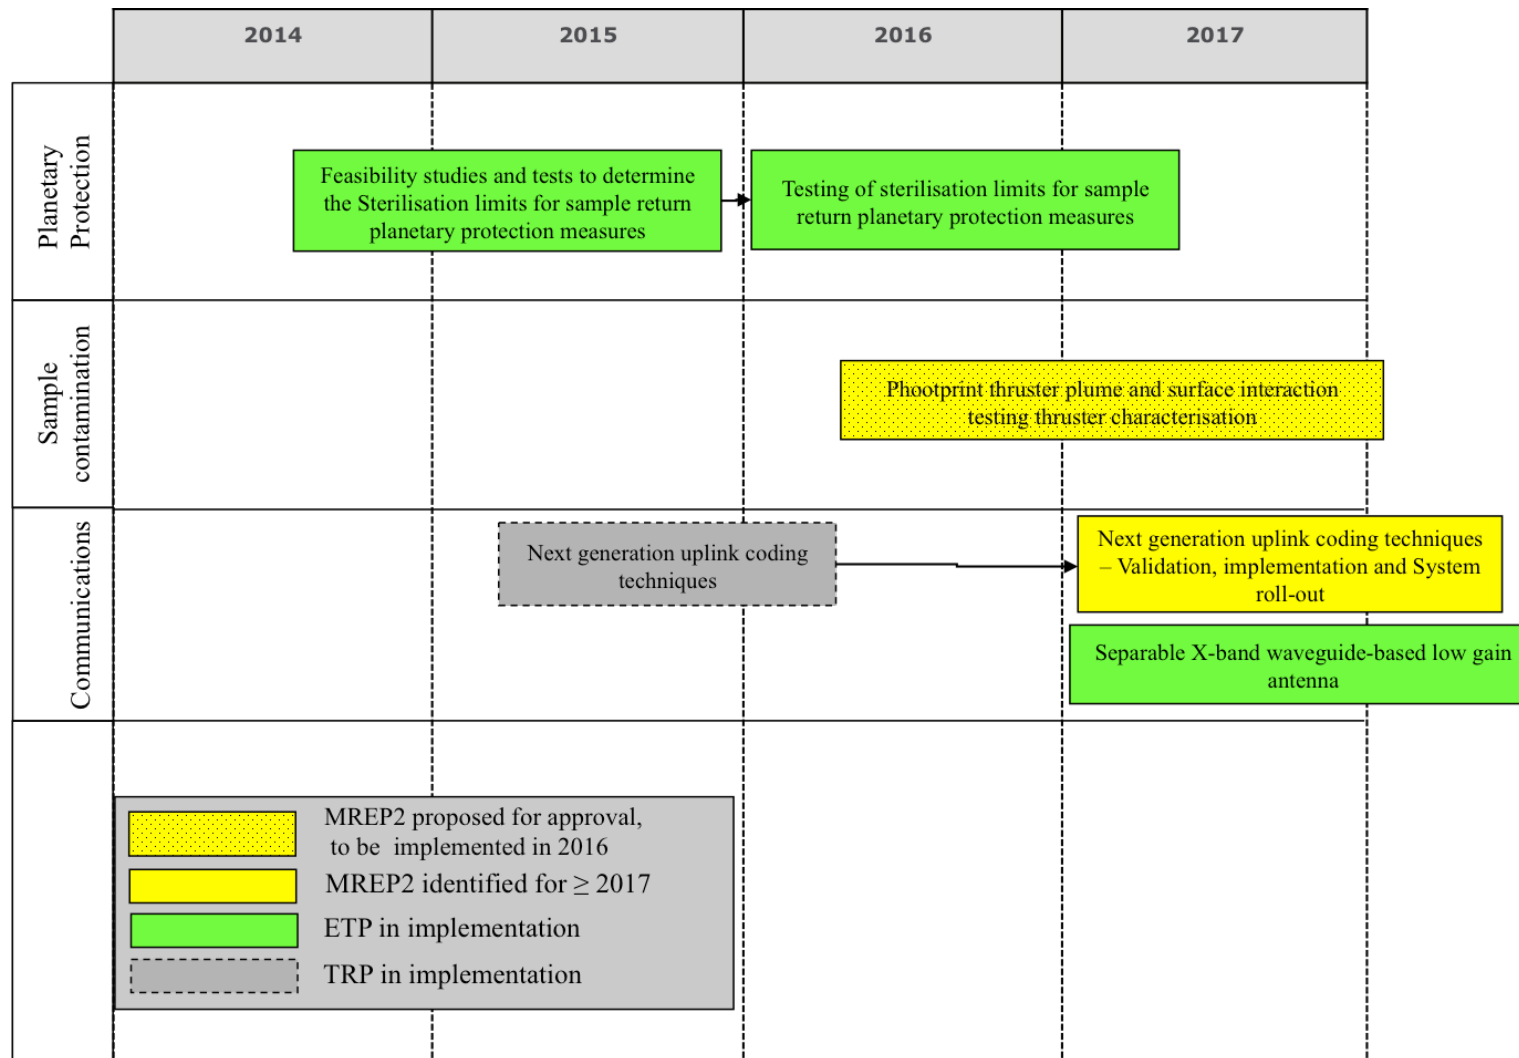 2014
2015
2016
2017
Planetary
Protection
Feasibility studies and tests to determine
the Sterilisation limits for sample return
planetary protection measures
Testing of sterilisation limits for sample
return planetary protection measures
Sample
contamination
Phootprint thruster plume and surface interaction
testing thruster characterisation
Communications
Next generation uplink coding
techniques
Next generation uplink coding techniques
– Validation, implementation and System
roll-out
Separable X-band waveguide-based low gain
antenna
MREP2 proposed for approval,
to be implemented in 2016
MREP2 identified for ≥ 2017
ETP in implementation
TRP in implementation